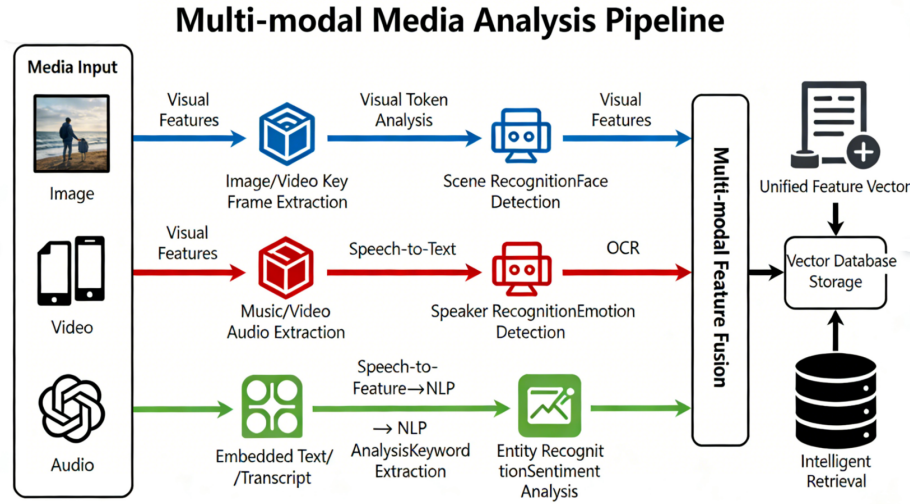 Multi-modal Media Analysis Pipeline
Media Input
Image
Video
Audio
Visual
Features
Image/Video Key
Frame Extraction
Visual Token
Analysis
Scene RecognitionFace
Detection
Visual
Features
Visual
Features
Music/Video
Audio Extraction
Speech-to-Text
Speaker RecognitionEmotion
Detection
OCR
Embedded Text/
/Transcript
Speech-to-
Feature→NLP
→ NLP
AnalysisKeyword
Extraction
Entity Recognit
tionSentiment
Analysis
Multi-modal Feature Fusion
Unified Feature Vector
Vector Database
Storage
Intelligent
Retrieval